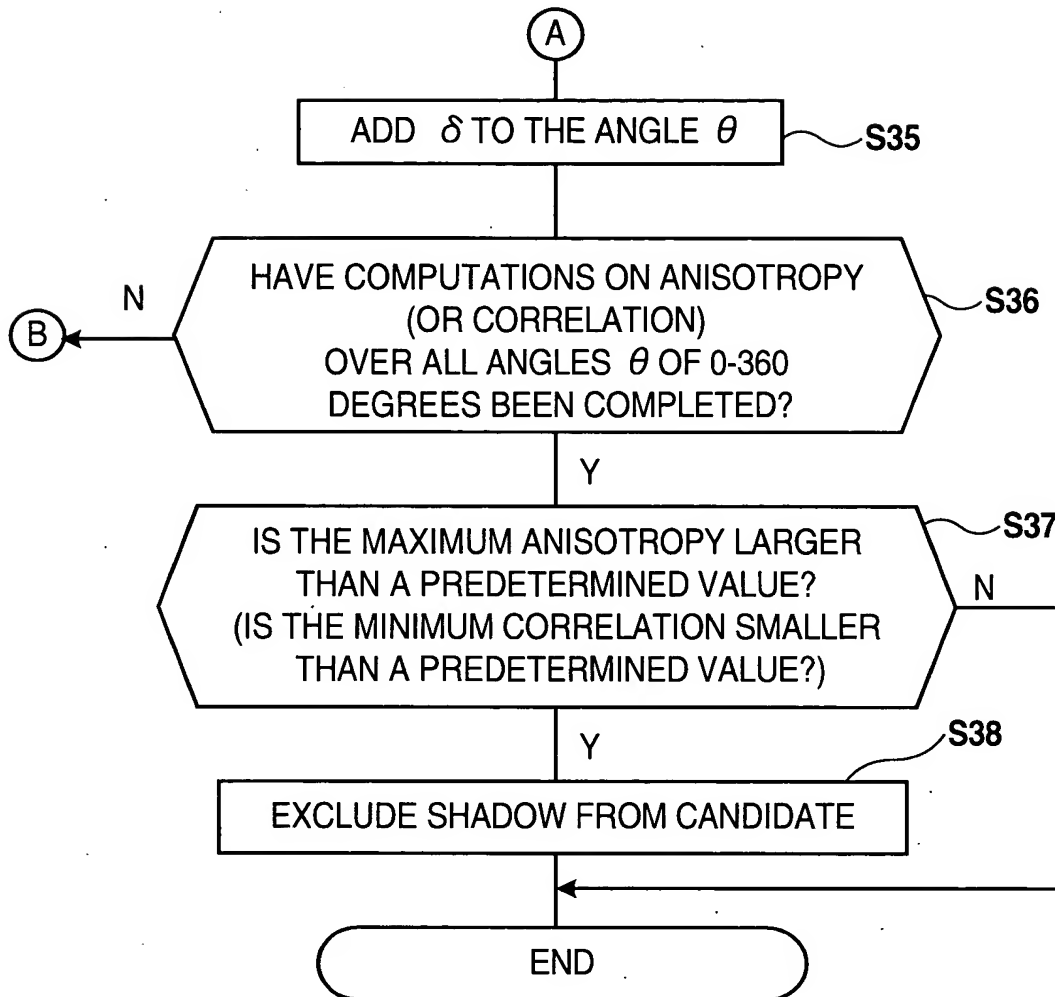 A
ADD δ TO THE ANGLE θ
S35
HAVE COMPUTATIONS ON ANISOTROPY
(OR CORRELATION)
OVER ALL ANGLES θ OF 0-360
DEGREES BEEN COMPLETED?
S36
N
B
Y
IS THE MAXIMUM ANISOTROPY LARGER
THAN A PREDETERMINED VALUE?
(IS THE MINIMUM CORRELATION SMALLER
THAN A PREDETERMINED VALUE?)
S37
N
Y
S38
EXCLUDE SHADOW FROM CANDIDATE
END